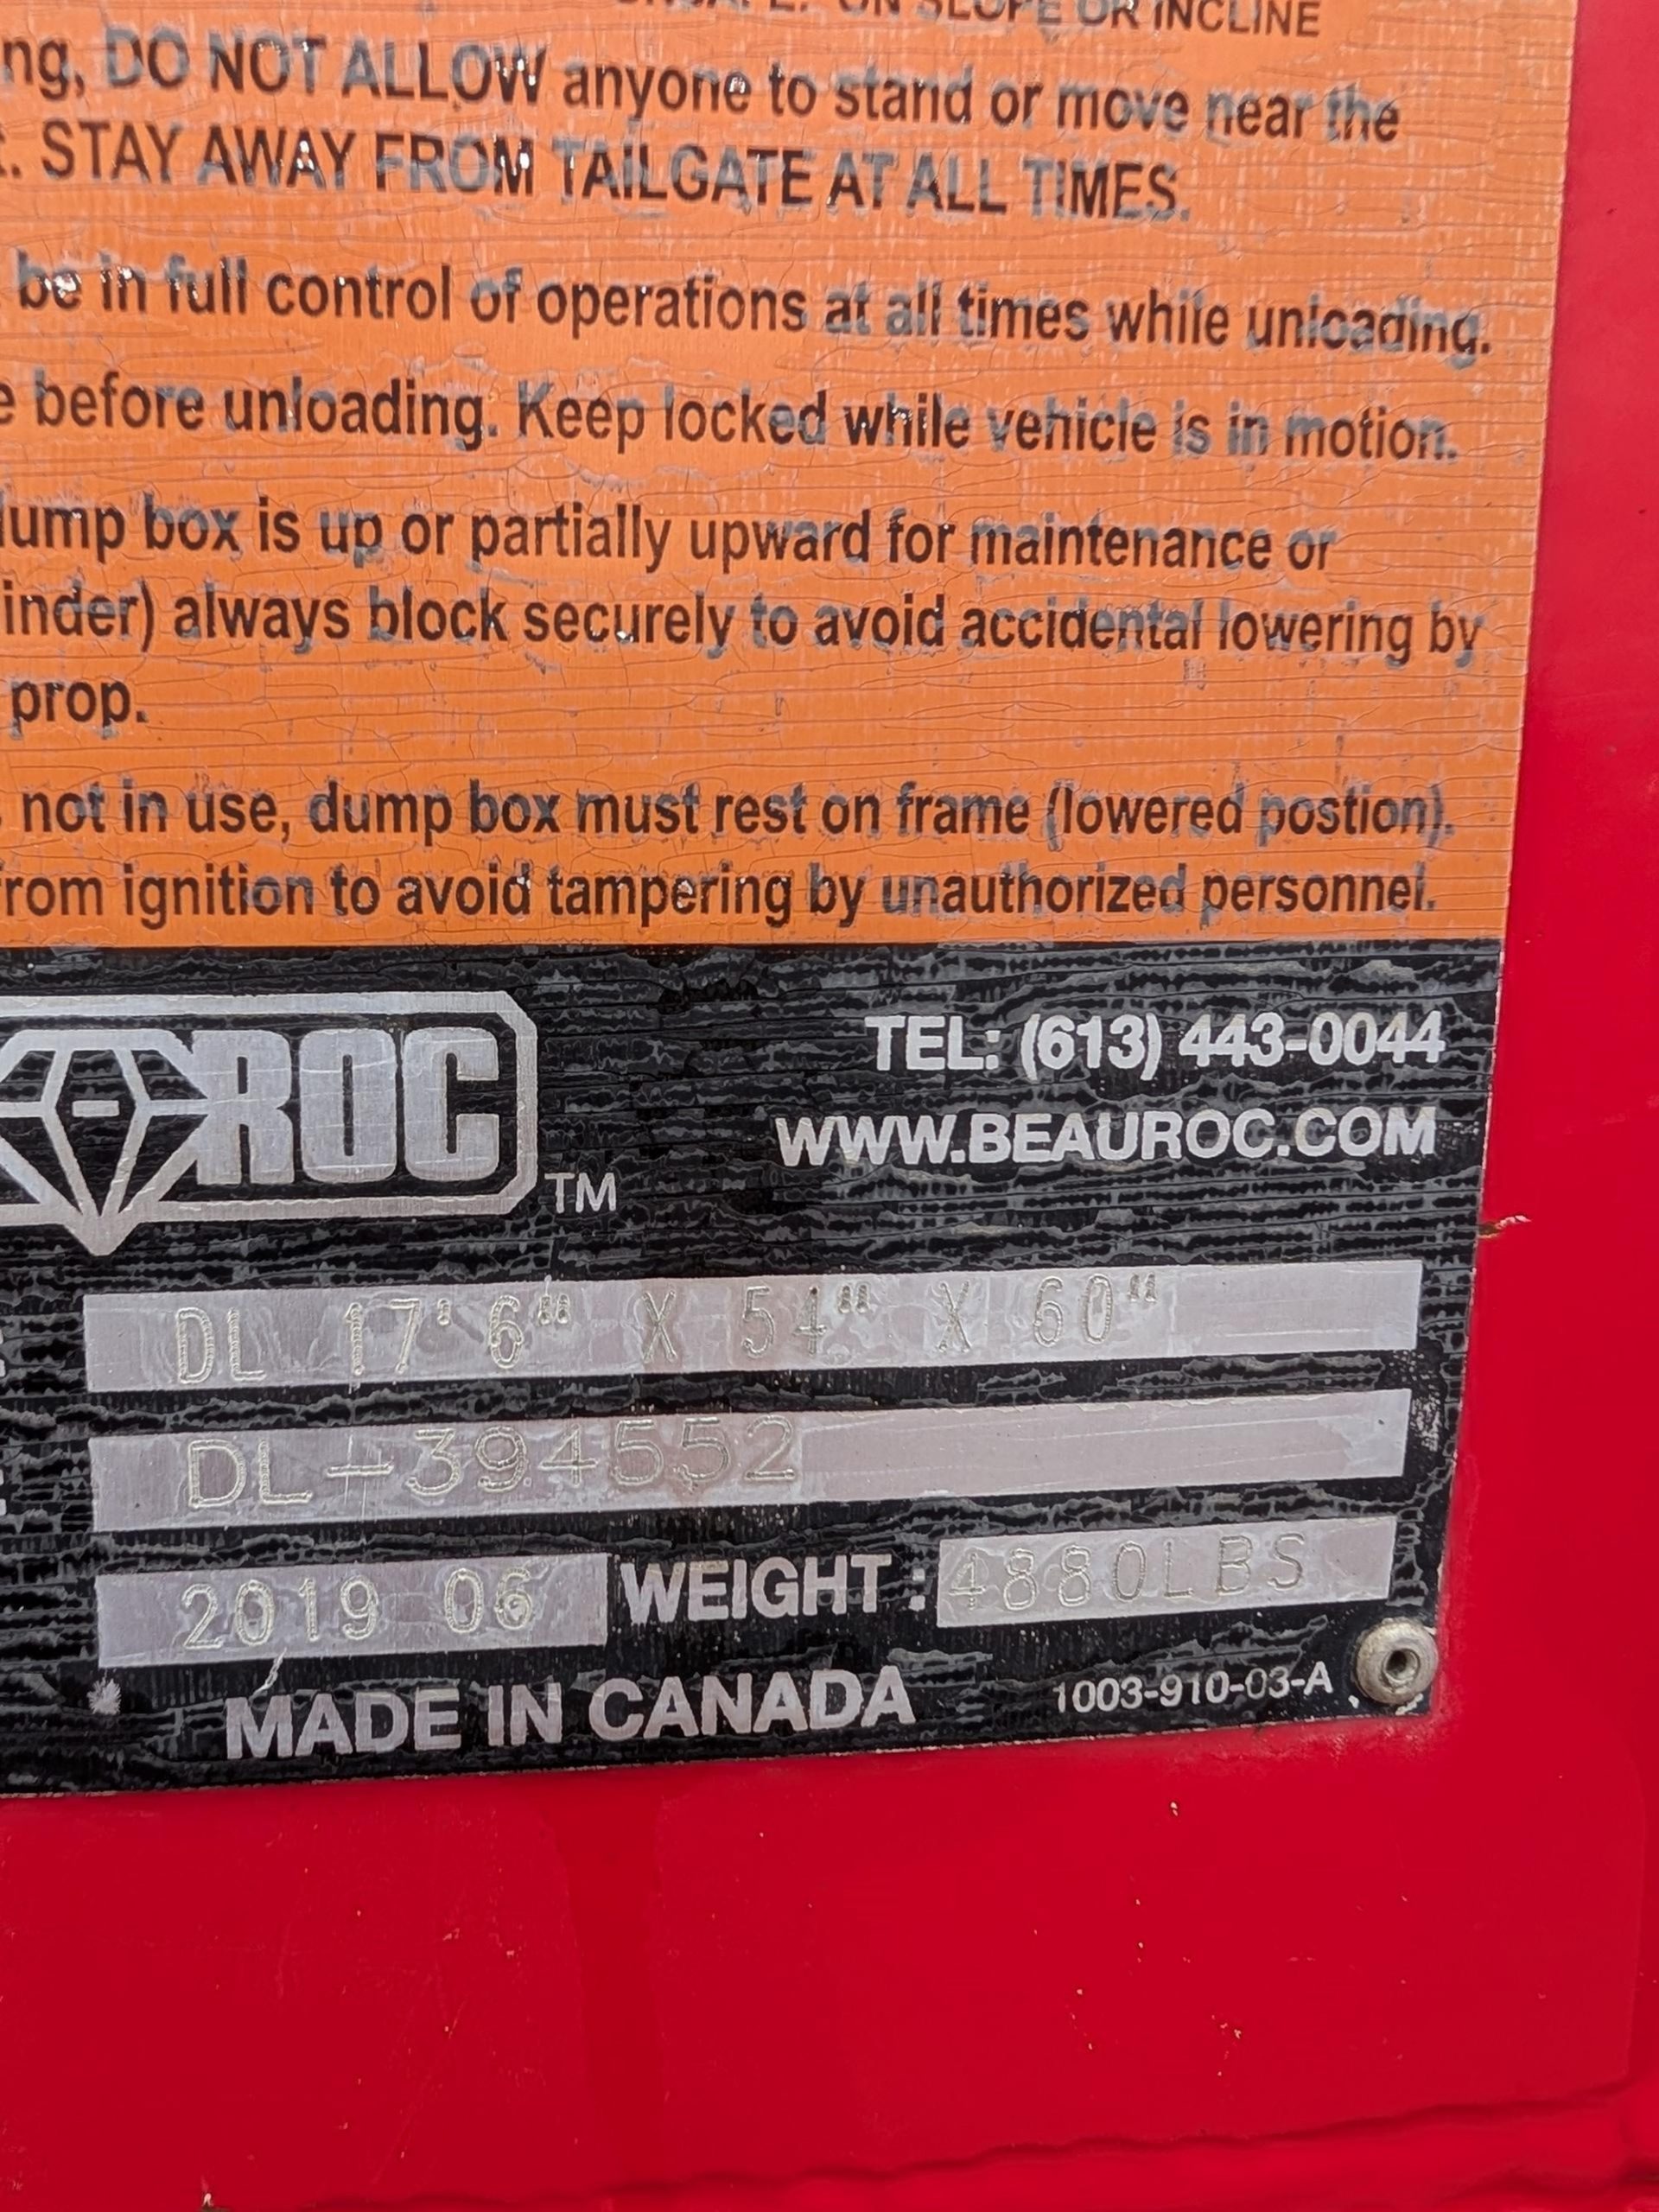 ON SLOPE OR INCLINE
ng, DO NOT ALLOW anyone to stand or move near the
t. STAY AWAY FROM TAILGATE AT ALL TIMES.
be in full control of operations at all times while unloading.
e before unloading. Keep locked while vehicle is in motion.
dump box is up or partially upward for maintenance or
inder) always block securely to avoid accidental lowering by
prop.
not in use, dump box must rest on frame (lowered postion).
from ignition to avoid tampering by unauthorized personnel.
-ROC TM
TEL: (613) 443-0044
WWW.BEAUROC.COM
DL 17'6" X 54" X 60"
DL-394552
2019 06 WEIGHT : 4880LBS
MADE IN CANADA 1003-910-03-A